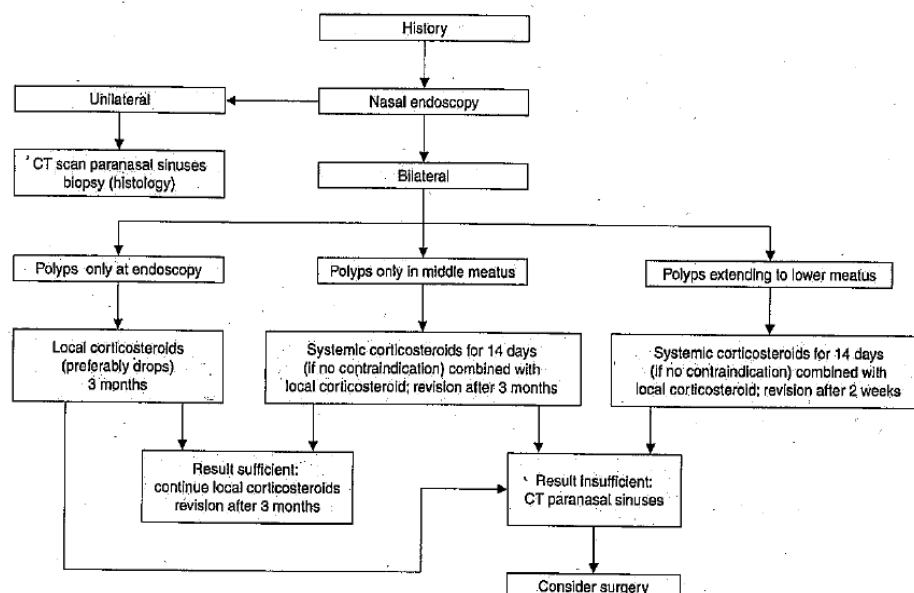 History
Unilateral
Nasal endoscopy
CT scan paranasal sinuses
biopsy (histology)
Bilateral
Polyps only at endoscopy
Polyps only in middle meatus
Polyps extending to lower meatus
Local corticosteroids
(preferably drops)
3 months
Systemic corticosteroids for 14 days
(if no contraindication) combined with
local corticosteroid; revision after 3 months
Systemic corticosteroids for 14 days
(if no contraindication) combined with
local corticosteroid; revision after 2 weeks
Result sufficient:
continue local corticosteroids
revision after 3 months
Result insufficient:
CT paranasal sinuses
Consider surgery